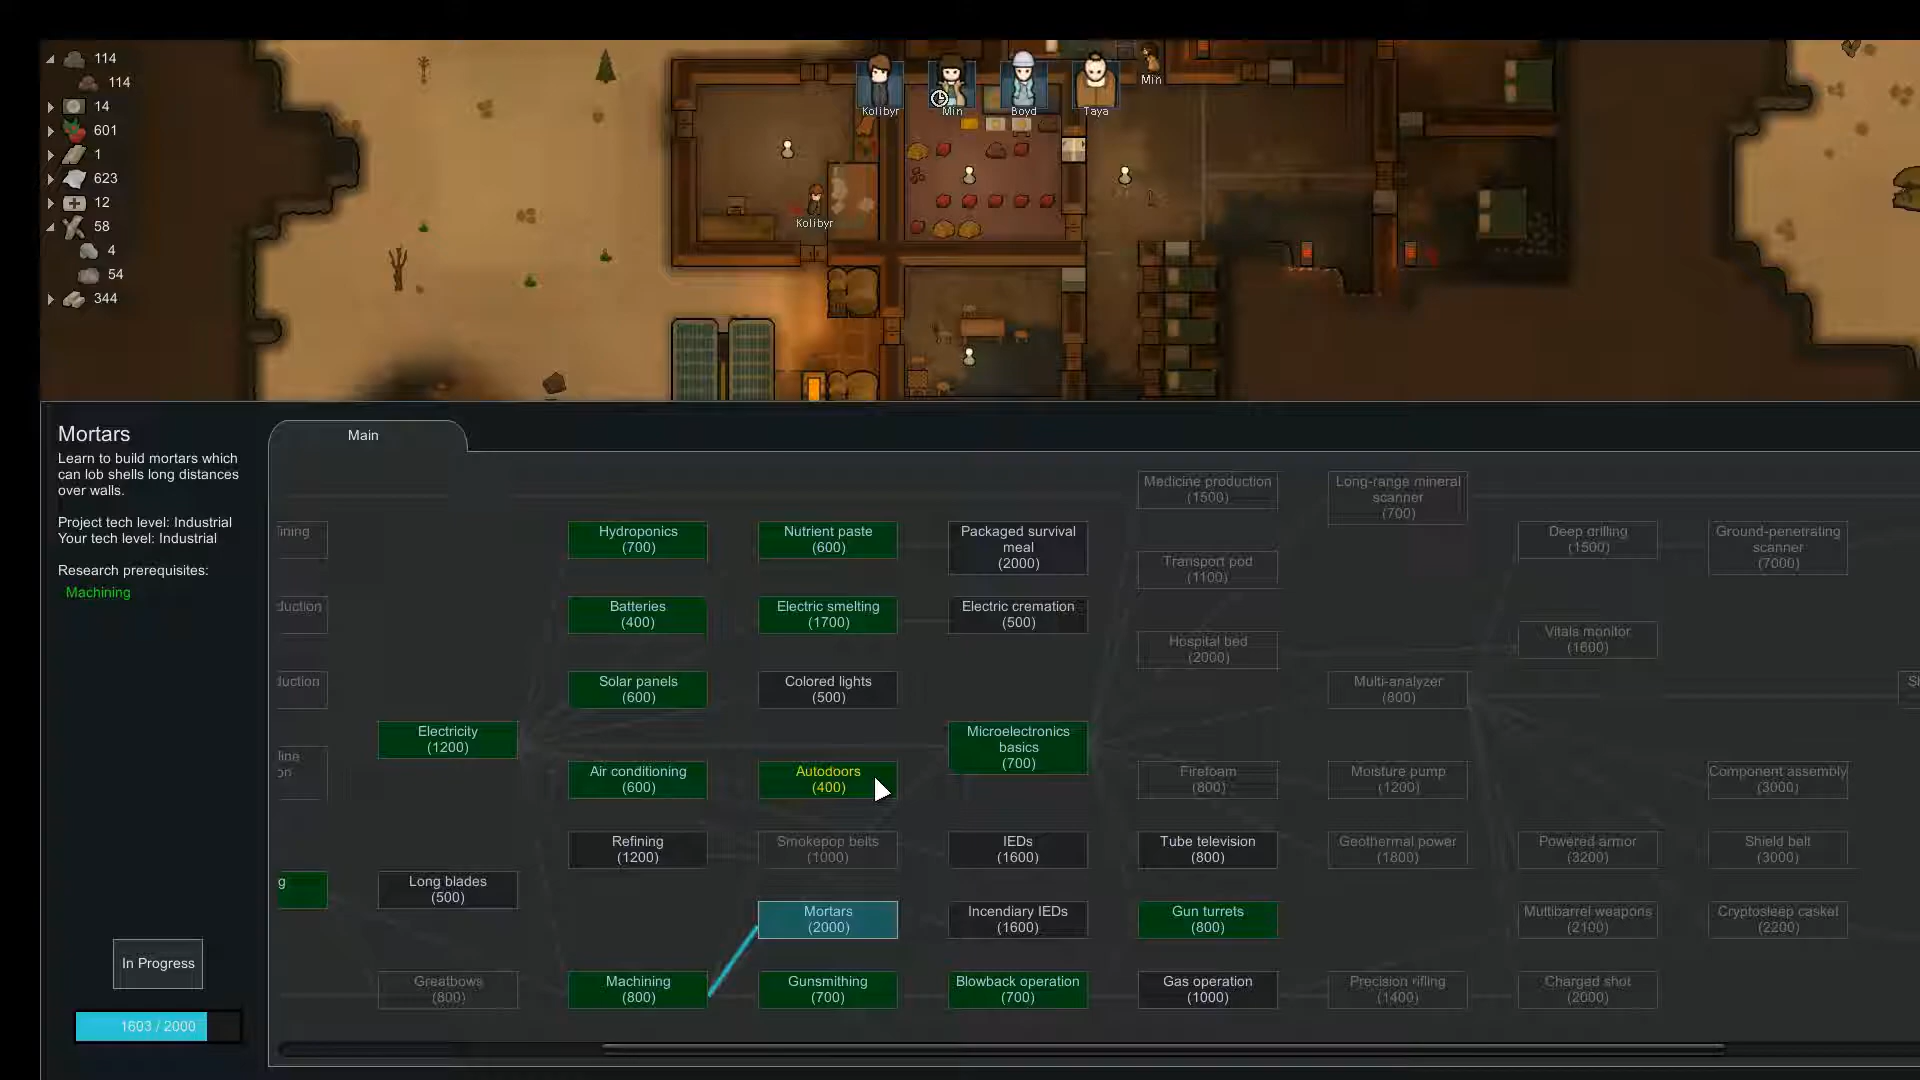 114
114
14
601
1
623
12
58
4
54
344
Kolibyr
Min
Boyd
Taya
Min
Kolibyr
Mortars
Learn to build mortars which
can lob shells long distances
over walls.
Project tech level: Industrial
Your tech level: Industrial
Research prerequisites:
Machining
In Progress
1603 / 2000
Main
ining
duction
duction
line
on
g
Electricity
(1200)
Long blades
(500)
Greatbows
(800)
Hydroponics
(700)
Batteries
(400)
Solar panels
(600)
Air conditioning
(600)
Refining
(1200)
Machining
(800)
Nutrient paste
(600)
Electric smelting
(1700)
Colored lights
(500)
Autodoors
(400)
Smokepop belts
(1000)
Mortars
(2000)
Gunsmithing
(700)
Packaged survival
meal
(2000)
Electric cremation
(500)
Microelectronics
basics
(700)
IEDs
(1600)
Incendiary IEDs
(1600)
Blowback operation
(700)
Medicine production
(1500)
Transport pod
(1100)
Hospital bed
(2000)
Firefoam
(800)
Tube television
(800)
Gun turrets
(800)
Gas operation
(1000)
Long-range mineral
scanner
(700)
Multi-analyzer
(800)
Moisture pump
(1200)
Geothermal power
(1800)
Precision rifling
(1400)
Deep drilling
(1500)
Vitals monitor
(1600)
Powered armor
(3200)
Multibarrel weapons
(2100)
Charged shot
(2000)
Ground-penetrating
scanner
(7000)
Component assembly
(3000)
Shield belt
(3000)
Cryptosleep casket
(2200)